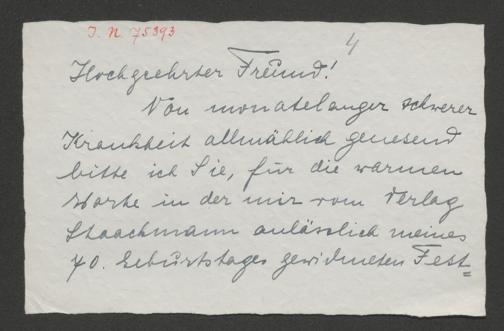 I. N. 75393
4
Hochgeehrter Freund!
Von monatelanger schwerer
Krankheit allmählich genesend
bitte ich Sie, für die warmen
Worte in der mir vom Verlag
Staackmann anlässlich meines
70. Geburtstages gewidmeten Fest=